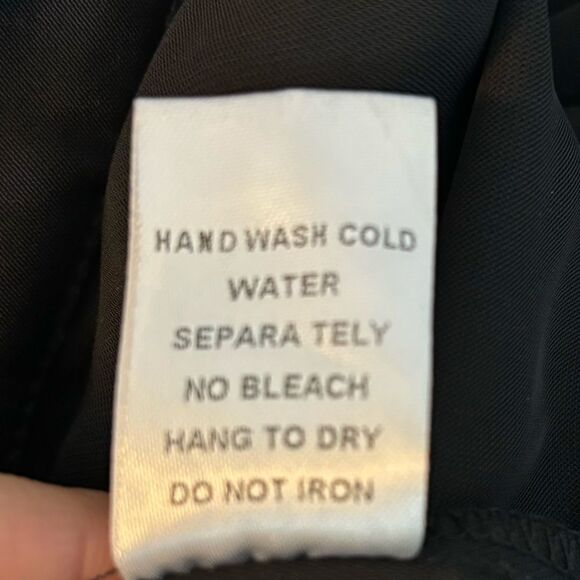 HAND WASH COLD
WATER
SEPARA TELY
NO BLEACH
HANG TO DRY
DO NOT IRON